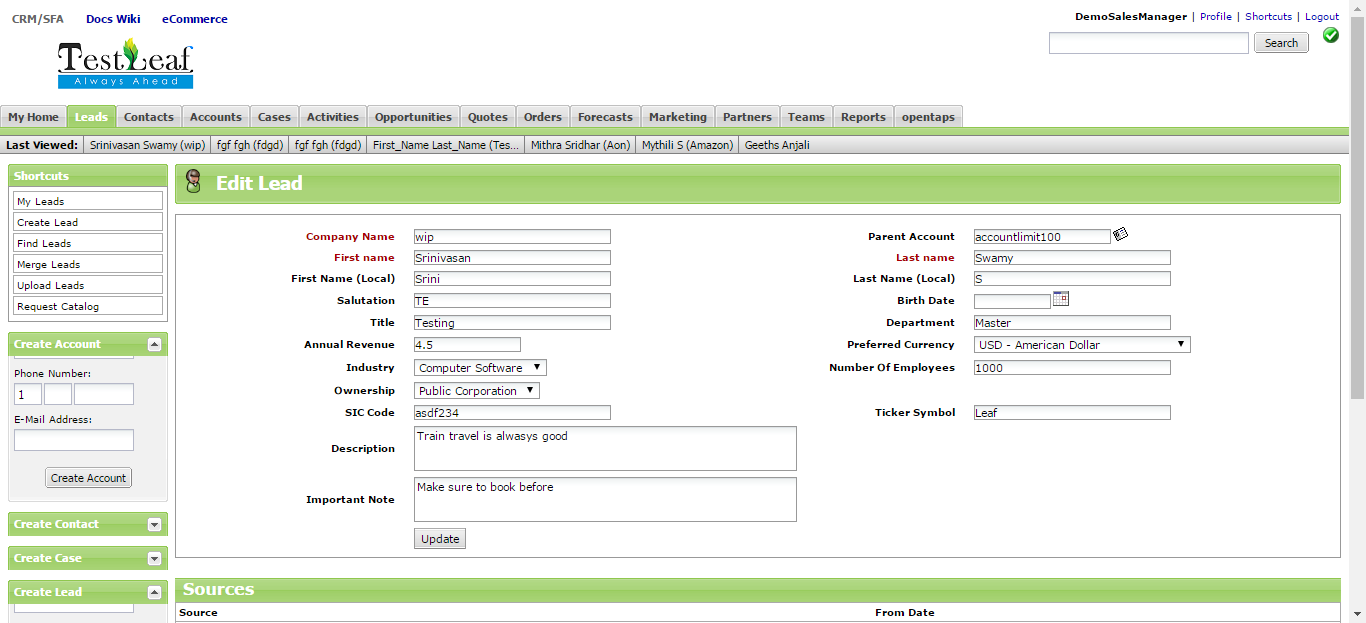 CRM/SFA Docs Wiki eCommerce
DemoSalesManager | Profile | Shortcuts | Logout
Search
TestLeaf
Always Ahead
My Home Leads Contacts Accounts Cases Activities Opportunities Quotes Orders Forecasts Marketing Partners Teams Reports opentaps
Last Viewed: Srinivasan Swamy (wip) fgf fgh (fdgd) fgf fgh (fdgd) First_Name Last_Name (Tes... Mithra Sridhar (Aon) Mythili S (Amazon) Geeths Anjali
Shortcuts
My Leads
Create Lead
Find Leads
Merge Leads
Upload Leads
Request Catalog
Create Account
Phone Number:
1
E-Mail Address:
Create Account
Create Contact
Create Case
Create Lead
Edit Lead
Company Name wip Parent Account accountlimit100
First name Srinivasan Last name Swamy
First Name (Local) Srini Last Name (Local) S
Salutation TE Birth Date
Title Testing Department Master
Annual Revenue 4.5 Preferred Currency USD - American Dollar
Industry Computer Software Number Of Employees 1000
Ownership Public Corporation
SIC Code asdf234 Ticker Symbol Leaf
Description Train travel is alwasys good
Important Note Make sure to book before
Update
Sources
Source From Date